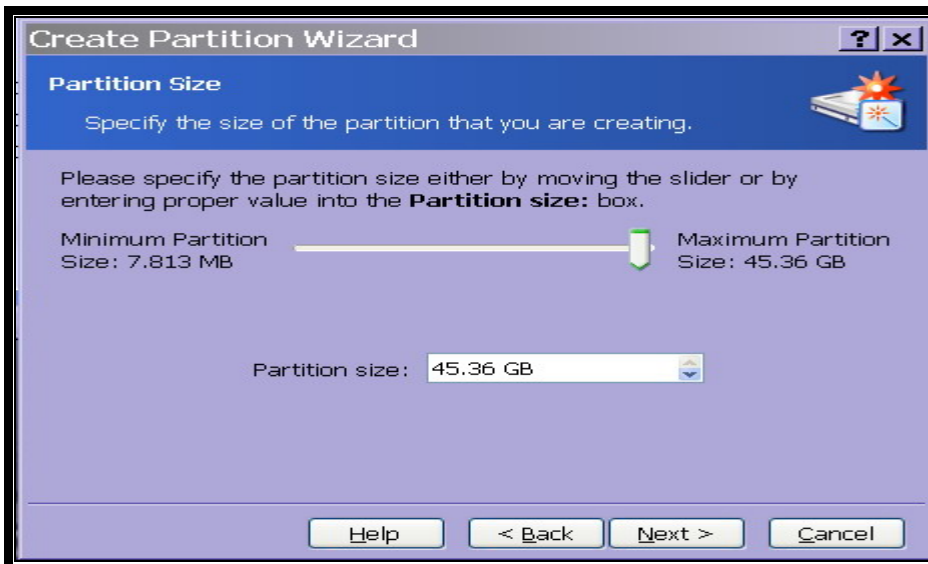 Create Partition Wizard
Partition Size
Specify the size of the partition that you are creating.
Please specify the partition size either by moving the slider or by
entering proper value into the Partition size: box.
Minimum Partition
Size: 7.813 MB
Maximum Partition
Size: 45.36 GB
Partition size: 45.36 GB
Help < Back Next > Cancel